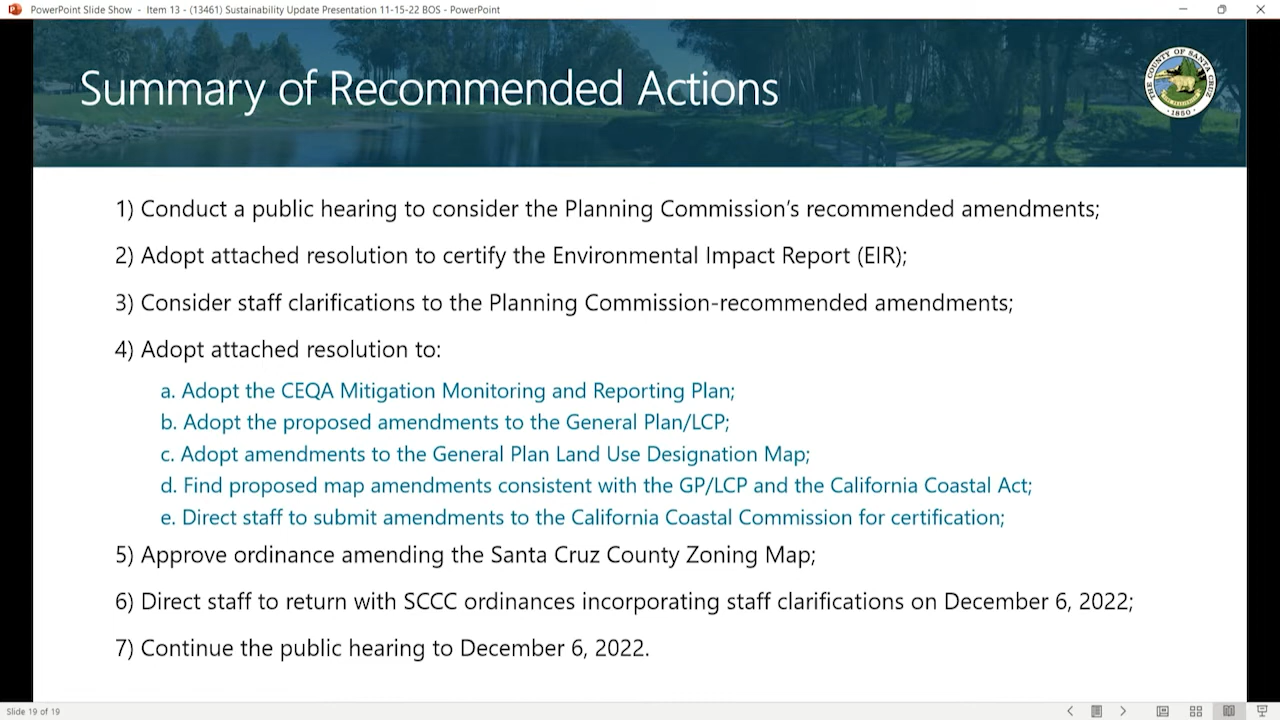 PowerPoint Slide Show - Item 13 - (13461) Sustainability Update Presentation 11-15-22 BOS - PowerPoint
Summary of Recommended Actions
THE COUNTY OF SANTA CRUZ
1850
1) Conduct a public hearing to consider the Planning Commission’s recommended amendments;
2) Adopt attached resolution to certify the Environmental Impact Report (EIR);
3) Consider staff clarifications to the Planning Commission-recommended amendments;
4) Adopt attached resolution to:
a. Adopt the CEQA Mitigation Monitoring and Reporting Plan;
b. Adopt the proposed amendments to the General Plan/LCP;
c. Adopt amendments to the General Plan Land Use Designation Map;
d. Find proposed map amendments consistent with the GP/LCP and the California Coastal Act;
e. Direct staff to submit amendments to the California Coastal Commission for certification;
5) Approve ordinance amending the Santa Cruz County Zoning Map;
6) Direct staff to return with SCCC ordinances incorporating staff clarifications on December 6, 2022;
7) Continue the public hearing to December 6, 2022.
Slide 19 of 19